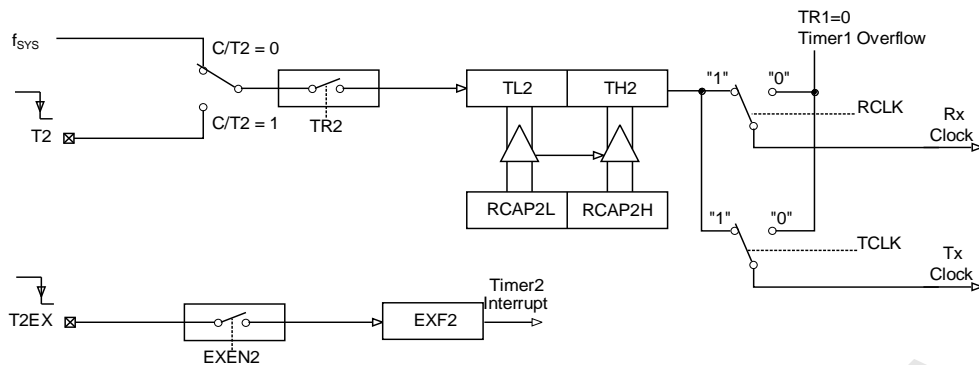 TR1=0
Timer1 Overflow
fSYS
C/T2 = 0
"1"
"0"
TL2
TH2
RCLK
Rx
Clock
TR2
C/T2 = 1
T2
RCAP2L
RCAP2H
"1"
"0"
TCLK
Tx
Clock
Timer2
Interrupt
T2EX
EXF2
EXEN2